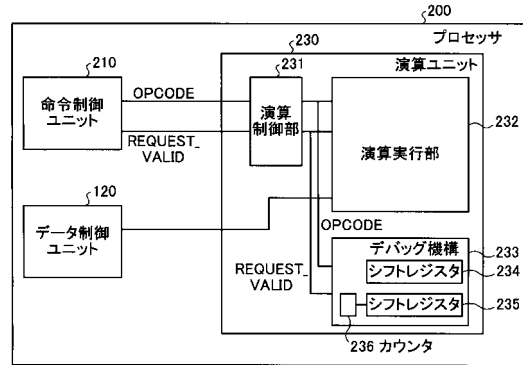 200
プロセッサ
230
演算ユニット
210
231
命令制御
ユニット
OPCODE
REQUEST_
VALID
演算
制御部
演算実行部
232
120
データ制御
ユニット
OPCODE
REQUEST_
VALID
デバッグ機構
233
シフトレジスタ
234
シフトレジスタ
235
236 カウンタ